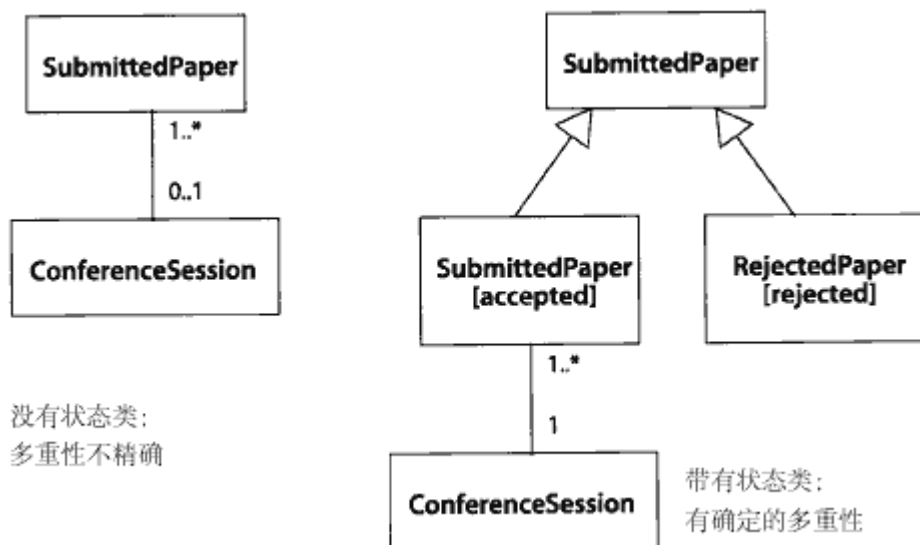 SubmittedPaper
1..*
0..1
ConferenceSession
没有状态类;
多重性不精确
SubmittedPaper
SubmittedPaper
[accepted]
RejectedPaper
[rejected]
1..*
1
ConferenceSession
带有状态类;
有确定的多重性